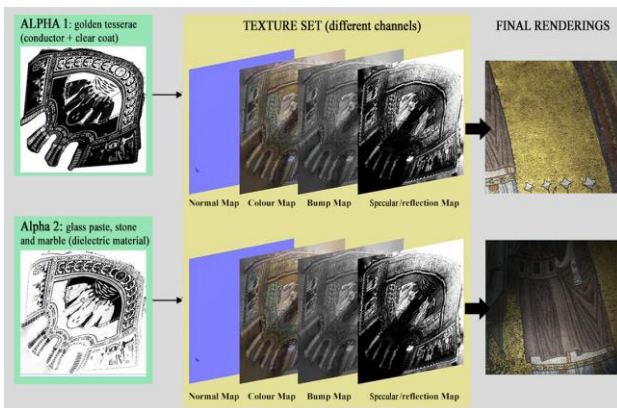 ALPHA 1: golden tesserae
(conductor + clear coat)
TEXTURE SET (different channels)
FINAL RENDERINGS
Normal Map
Colour Map
Bump Map
Specular/reflection Map
Alpha 2: glass paste, stone
and marble (dielectric material)
Normal Map
Colour Map
Bump Map
Specular/reflection Map